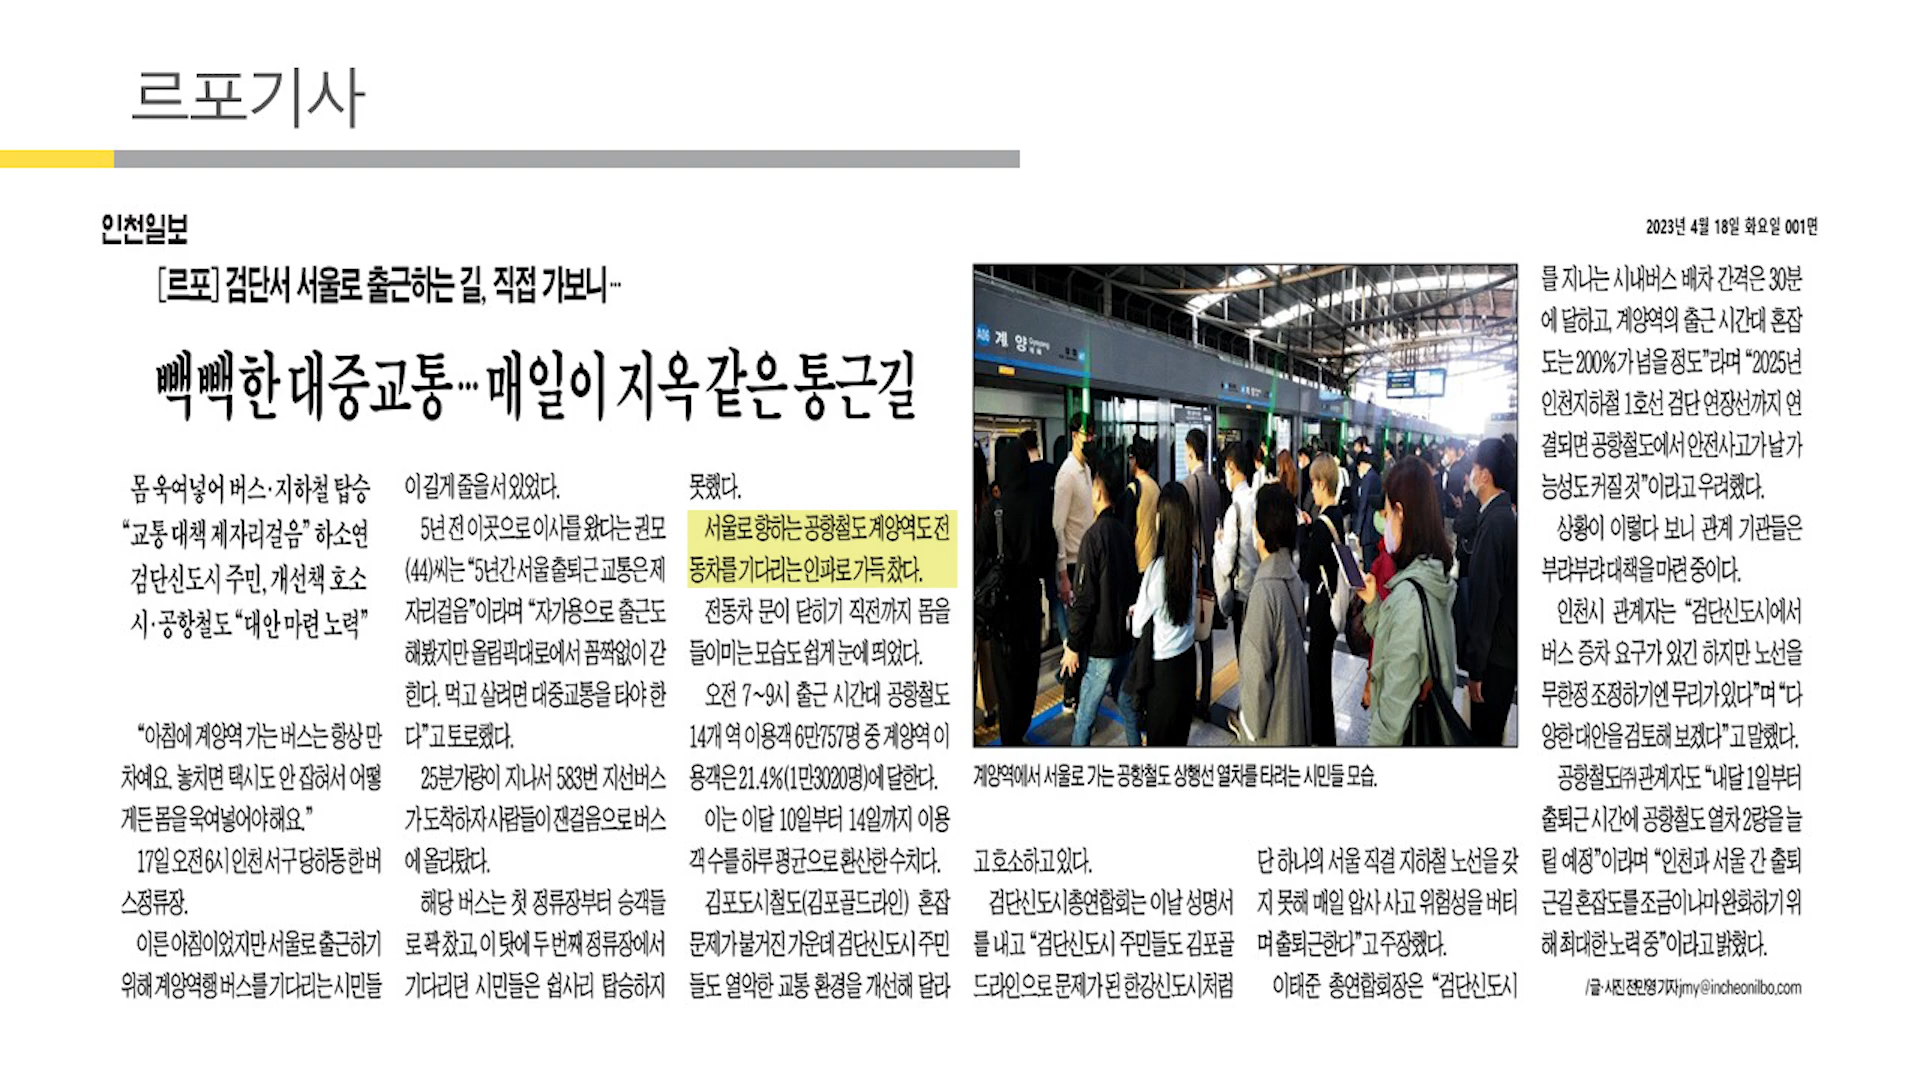 르포기사
인천일보
2023년 4월 18일 화요일 001면
[르포] 검단서 서울로 출근하는 길, 직접 가보니…
빽빽한 대중교통… 매일이 지옥 같은 통근길
몸 욱여넣어 버스·지하철 탑승
“교통 대책 제자리걸음” 하소연
검단신도시 주민, 개선책 호소
시·공항철도 “대안 마련 노력”
“아침에 계양역 가는 버스는 항상 만
차예요. 놓치면 택시도 안 잡혀서 어떻
게든 몸을 욱여넣어야 해요.”
17일 오전 6시 인천 서구 당하동 한 버
스정류장.
이른 아침이었지만 서울로 출근하기
위해 계양역행 버스를 기다리는 시민들
이 길게 줄을 서 있었다.
5년 전 이곳으로 이사를 왔다는 권모
(44)씨는 “5년간 서울 출퇴근 교통은 제
자리걸음”이라며 “자가용으로 출근도
해봤지만 올림픽대로에서 꼼짝없이 갇
힌다. 먹고 살려면 대중교통을 타야 한
다”고 토로했다.
25분가량이 지나서 583번 지선버스
가 도착하자 사람들이 잰걸음으로 버스
에 올라탔다.
해당 버스는 첫 정류장부터 승객들
로 꽉 찼고, 이 탓에 두 번째 정류장에서
기다리던 시민들은 쉽사리 탑승하지
못했다.
서울로 향하는 공항철도 계양역도 전
동차를 기다리는 인파로 가득 찼다.
전동차 문이 닫히기 직전까지 몸을
들이미는 모습도 쉽게 눈에 띄었다.
오전 7~9시 출근 시간대 공항철도
14개 역 이용객 6만757명 중 계양역 이
용객은 21.4%(1만3020명)에 달한다.
이는 이달 10일부터 14일까지 이용
객 수를 하루 평균으로 환산한 수치다.
김포도시철도(김포골드라인) 혼잡
문제가 불거진 가운데 검단신도시 주민
들도 열악한 교통 환경을 개선해 달라
A06 계양
계양역에서 서울로 가는 공항철도 상행선 열차를 타려는 시민들 모습.
고 호소하고 있다.
검단신도시총연합회는 이날 성명서
를 내고 “검단신도시 주민들도 김포골
드라인으로 문제가 된 한강신도시처럼
단 하나의 서울 직결 지하철 노선을 갖
지 못해 매일 압사 사고 위험성을 버티
며 출퇴근한다”고 주장했다.
이태준 총연합회장은 “검단신도시
를 지나는 시내버스 배차 간격은 30분
에 달하고, 계양역의 출근 시간대 혼잡
도는 200%가 넘을 정도”라며 “2025년
인천지하철 1호선 검단 연장선까지 연
결되면 공항철도에서 안전사고가 날 가
능성도 커질 것”이라고 우려했다.
상황이 이렇다 보니 관계 기관들은
부랴부랴 대책을 마련 중이다.
인천시 관계자는 “검단신도시에서
버스 증차 요구가 있긴 하지만 노선을
무한정 조정하기엔 무리가 있다”며 “다
양한 대안을 검토해 보겠다”고 말했다.
공항철도㈜ 관계자도 “내달 1일부터
출퇴근 시간에 공항철도 열차 2량을 늘
릴 예정”이라며 “인천과 서울 간 출퇴
근길 혼잡도를 조금이나마 완화하기 위
해 최대한 노력 중”이라고 밝혔다.
/글·사진 전민영 기자 jmy@incheonilbo.com